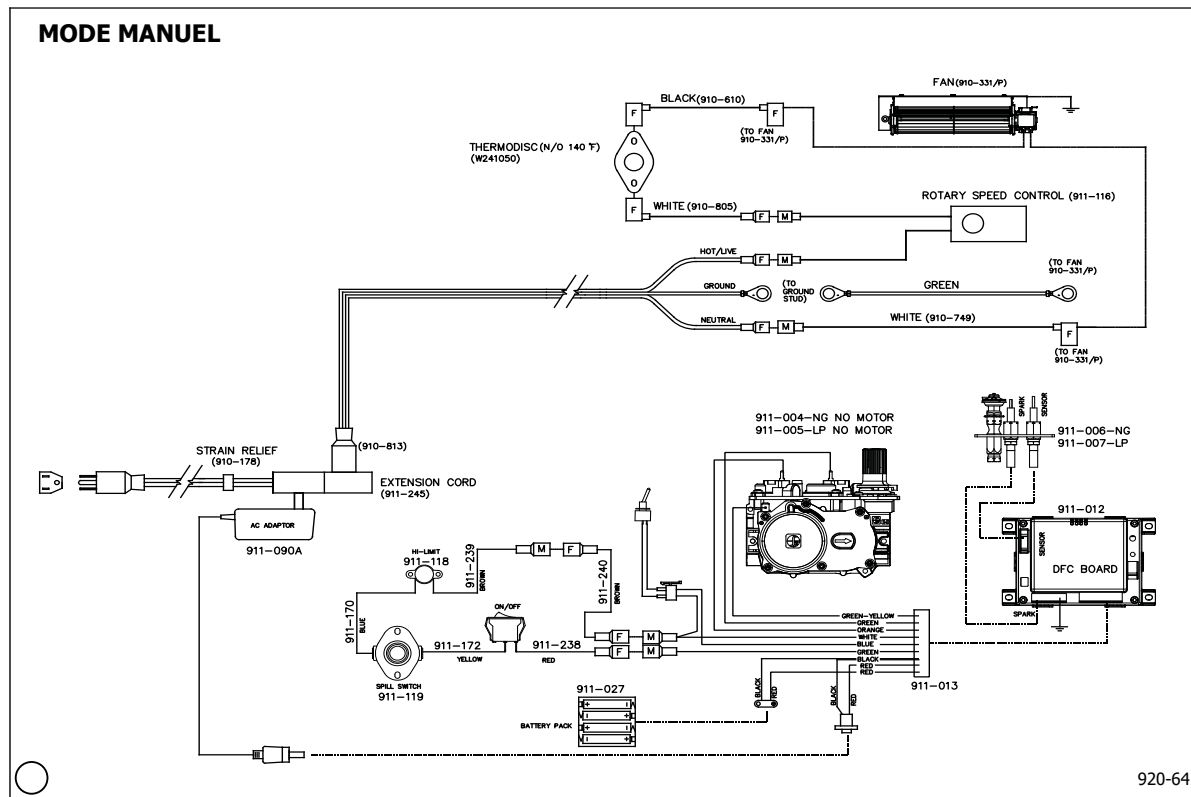 MODE MANUEL
FAN(910-331/P)
BLACK(910-610)
F
F
(TO FAN
910-331/P)
THERMODISC(N/O 140 °F)
(W241050)
F
WHITE(910-805)
F
M
ROTARY SPEED CONTROL (911-116)
HOT/LIVE
F
M
GROUND
(TO
GROUND
STUD)
GREEN
(TO FAN
910-331/P)
NEUTRAL
F
M
WHITE (910-749)
F
(TO FAN
910-331/P)
911-004-NG NO MOTOR
911-005-LP NO MOTOR
SPARK
SENSOR
911-006-NG
911-007-LP
STRAIN RELIEF
(910-178)
(910-813)
EXTENSION CORD
(911-245)
AC ADAPTOR
911-090A
911-012
SENSOR
DFC BOARD
SPARK
HI-LIMIT
911-118
911-239
BROWN
M
F
911-240
BROWN
911-170
BLUE
ON/OFF
911-172
YELLOW
911-238
RED
F
M
F
M
SPILL SWITCH
911-119
GREEN-YELLOW
GREEN
ORANGE
WHITE
BLUE
GREEN
BLACK
RED
RED
911-013
BLACK
RED
BLACK
RED
911-027
BATTERY PACK
920-64